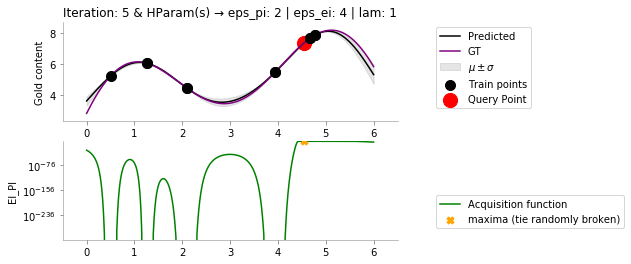 Iteration: 5 & HParam(s) → eps_pi: 2 | eps_ei: 4 | lam: 1
Gold content
8
6
4
0 1 2 3 4 5 6
Predicted
GT
μ ± σ
Train points
Query Point
EI_PI
10⁻⁷⁶
10⁻¹⁵⁶
10⁻²³⁶
0 1 2 3 4 5 6
Acquisition function
maxima (tie randomly broken)